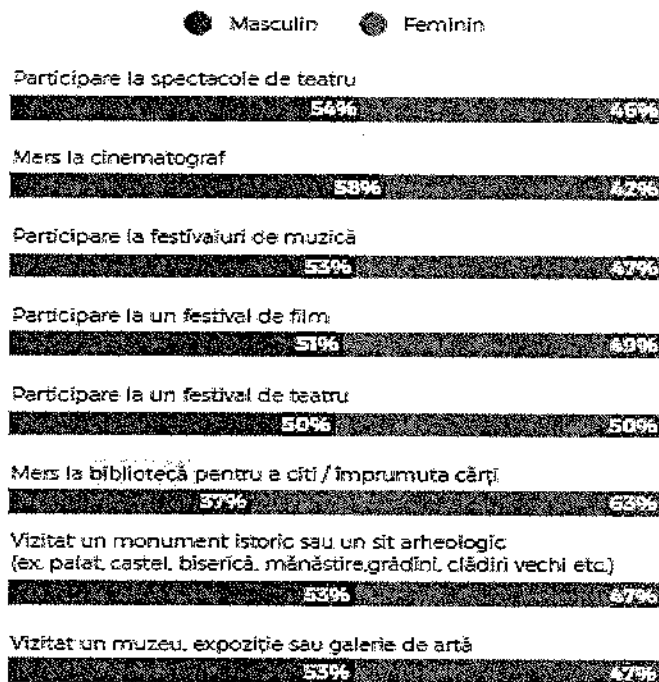 Masculin Feminin
Participare la spectacole de teatru
54% 46%
Mers la cinematograf
58% 42%
Participare la festivaluri de muzică
53% 47%
Participare la un festival de film
51% 49%
Participare la un festival de teatru
50% 50%
Mers la bibliotecă pentru a citi / împrumuta cărți
37% 63%
Vizitat un monument istoric sau un sit arheologic
(ex. palat, castel, biserică, mănăstire,grădini, clădiri vechi etc.)
53% 47%
Vizitat un muzeu, expoziție sau galerie de artă
53% 47%